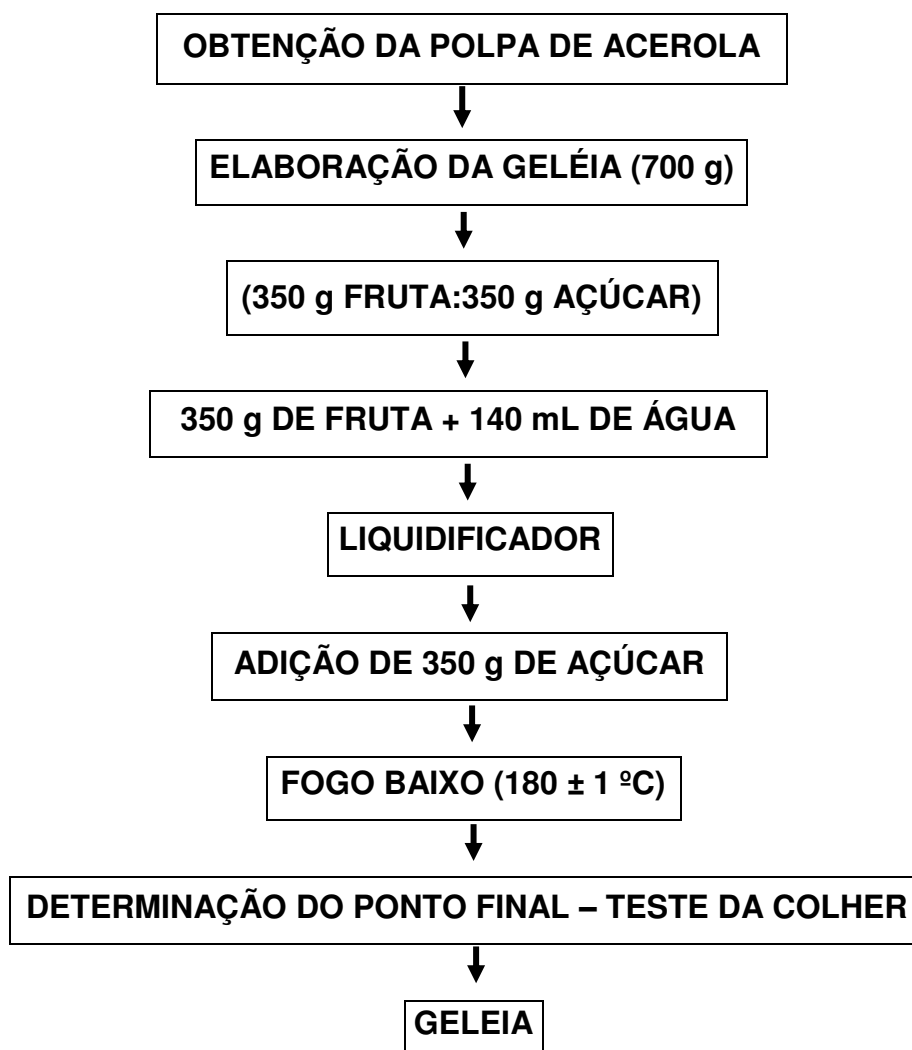 OBTENÇÃO DA POLPA DE ACEROLA
ELABORAÇÃO DA GELÉIA (700 g)
(350 g FRUTA:350 g AÇÚCAR)
350 g DE FRUTA + 140 mL DE ÁGUA
LIQUIDIFICADOR
ADIÇÃO DE 350 g DE AÇÚCAR
FOGO BAIXO (180 ± 1 ºC)
DETERMINAÇÃO DO PONTO FINAL – TESTE DA COLHER
GELEIA